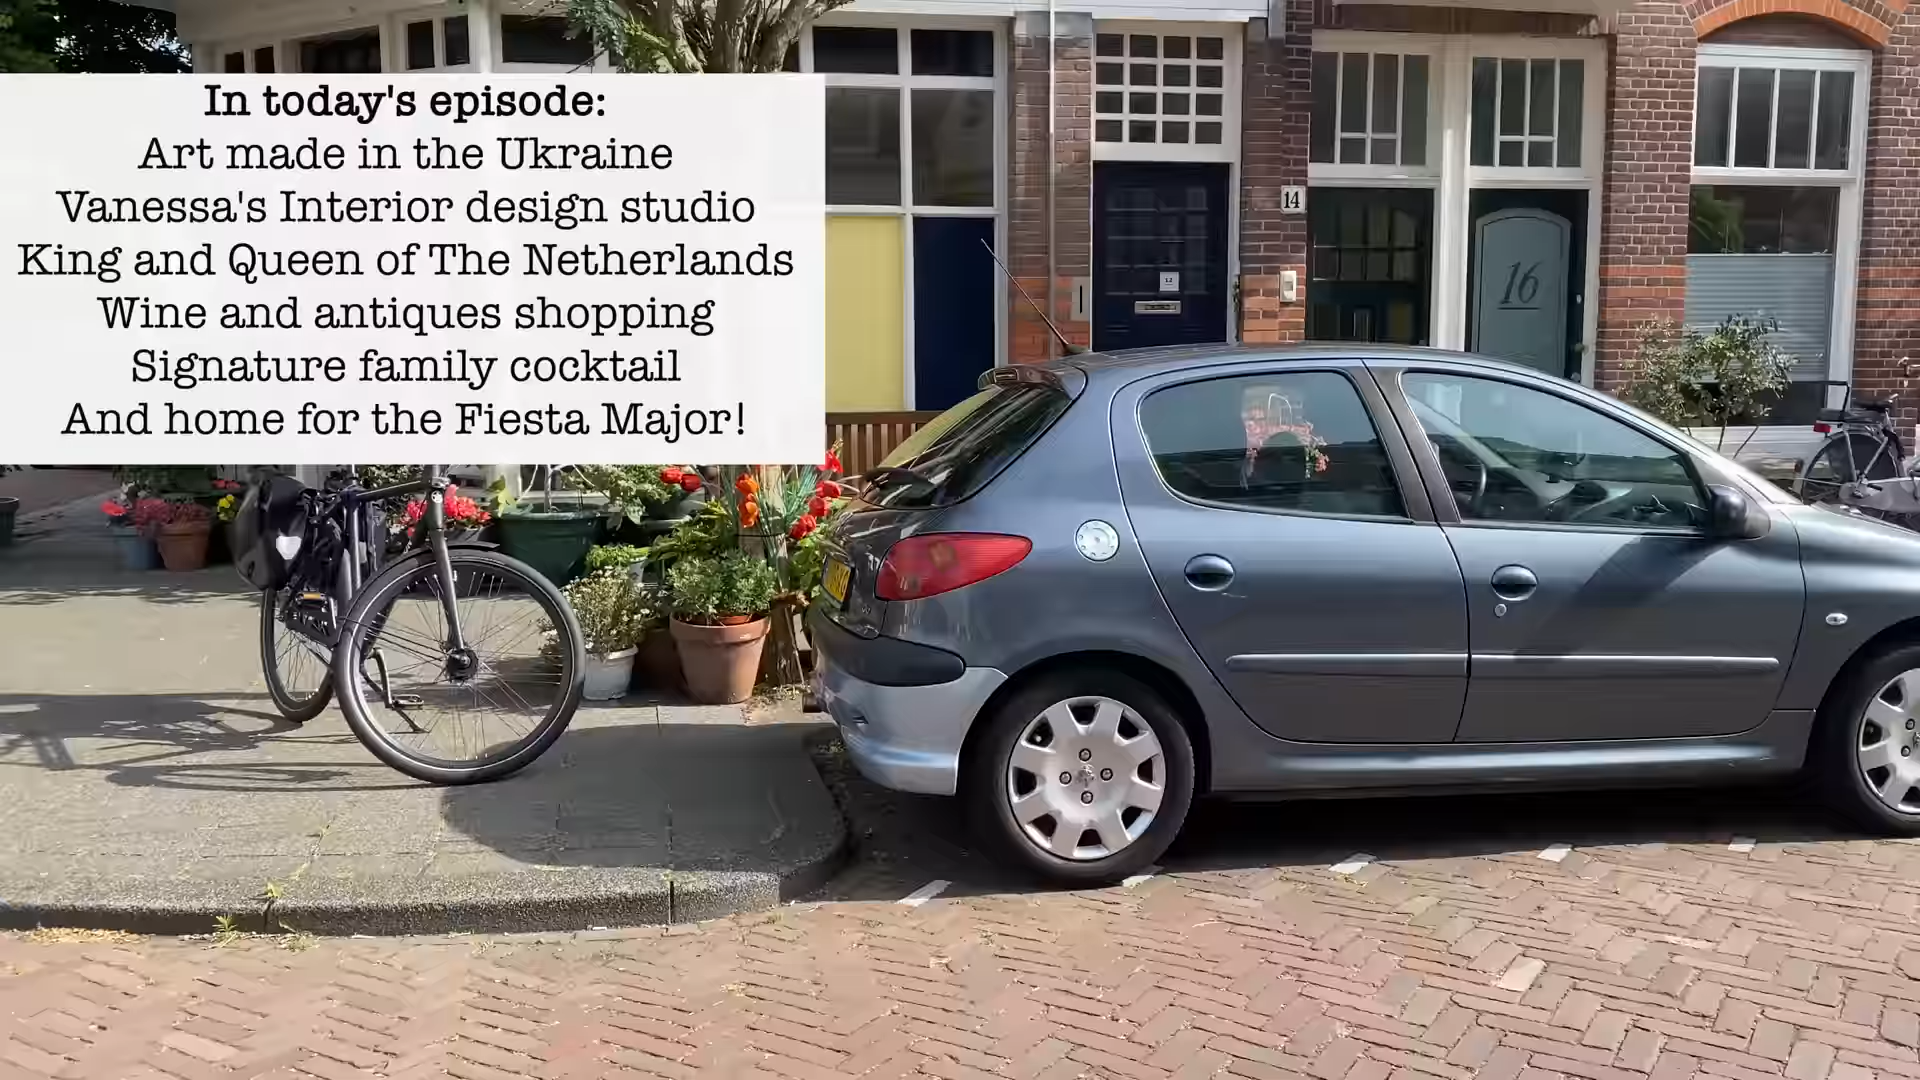 In today's episode:
Art made in the Ukraine
Vanessa's Interior design studio
King and Queen of The Netherlands
Wine and antiques shopping
Signature family cocktail
And home for the Fiesta Major!
14
16